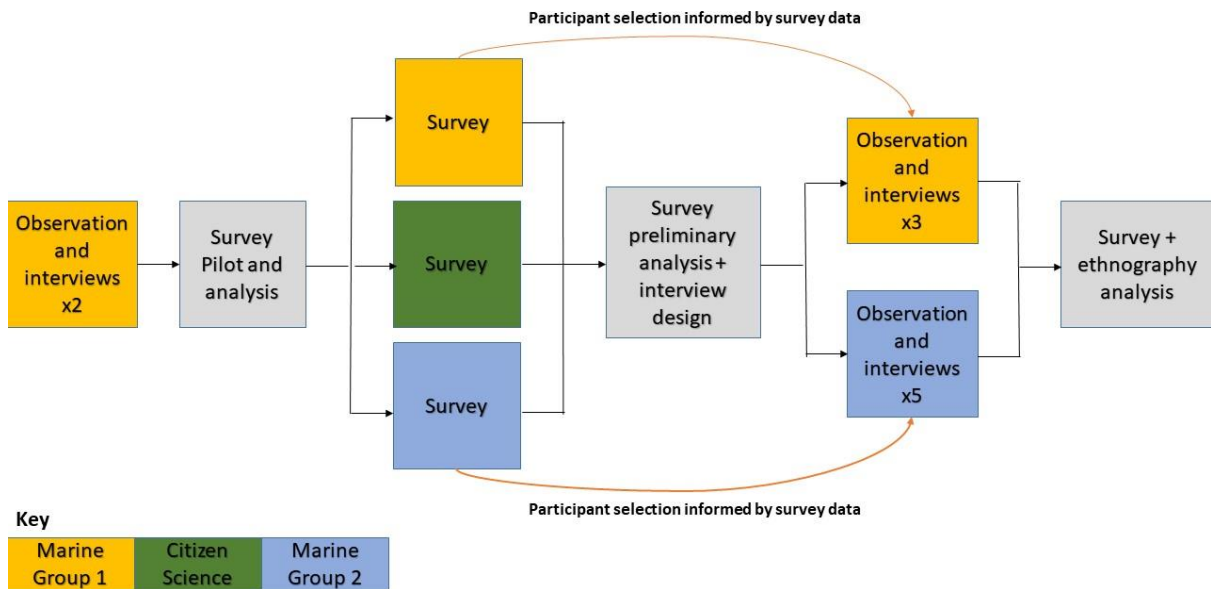 Participant selection informed by survey data
Survey
Observation
and
interviews
x2
Survey
Pilot and
analysis
Survey
Survey
Survey
preliminary
analysis +
interview
design
Observation
and
interviews
x3
Observation
and
interviews
x5
Survey +
ethnography
analysis
Participant selection informed by survey data
Key
Marine
Group 1
Citizen
Science
Marine
Group 2